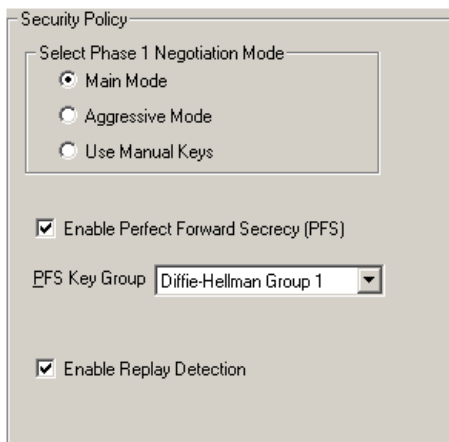 Security Policy
Select Phase 1 Negotiation Mode
Main Mode
Aggressive Mode
Use Manual Keys
Enable Perfect Forward Secrecy (PFS)
PFS Key Group Diffie-Hellman Group 1
Enable Replay Detection